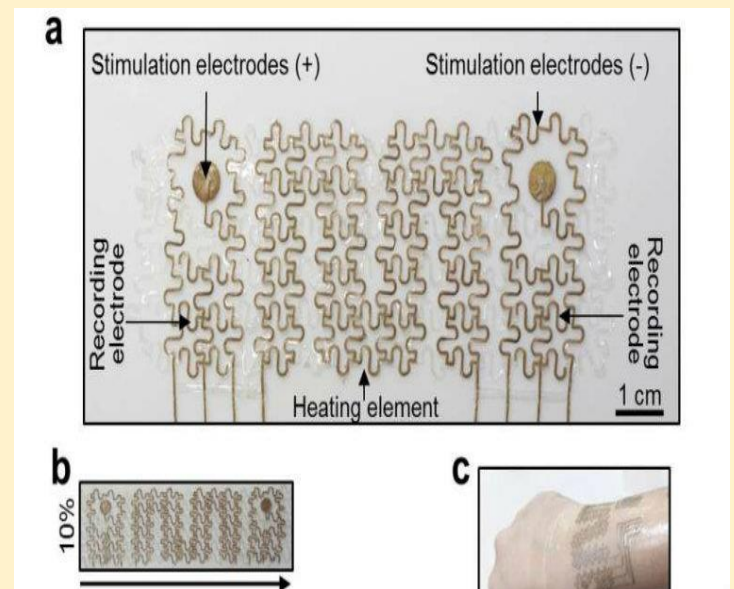 a
Stimulation electrodes (+)
Stimulation electrodes (-)
Recording
electrode
Recording
electrode
Heating element
1 cm
b
10%
c